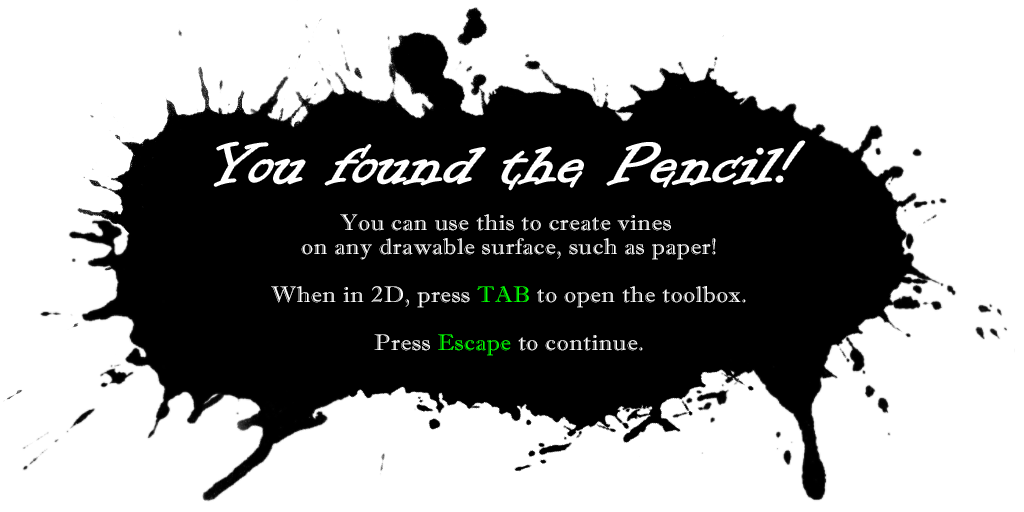 You found the Pencil!
You can use this to create vines
on any drawable surface, such as paper!
When in 2D, press TAB to open the toolbox.
Press Escape to continue.